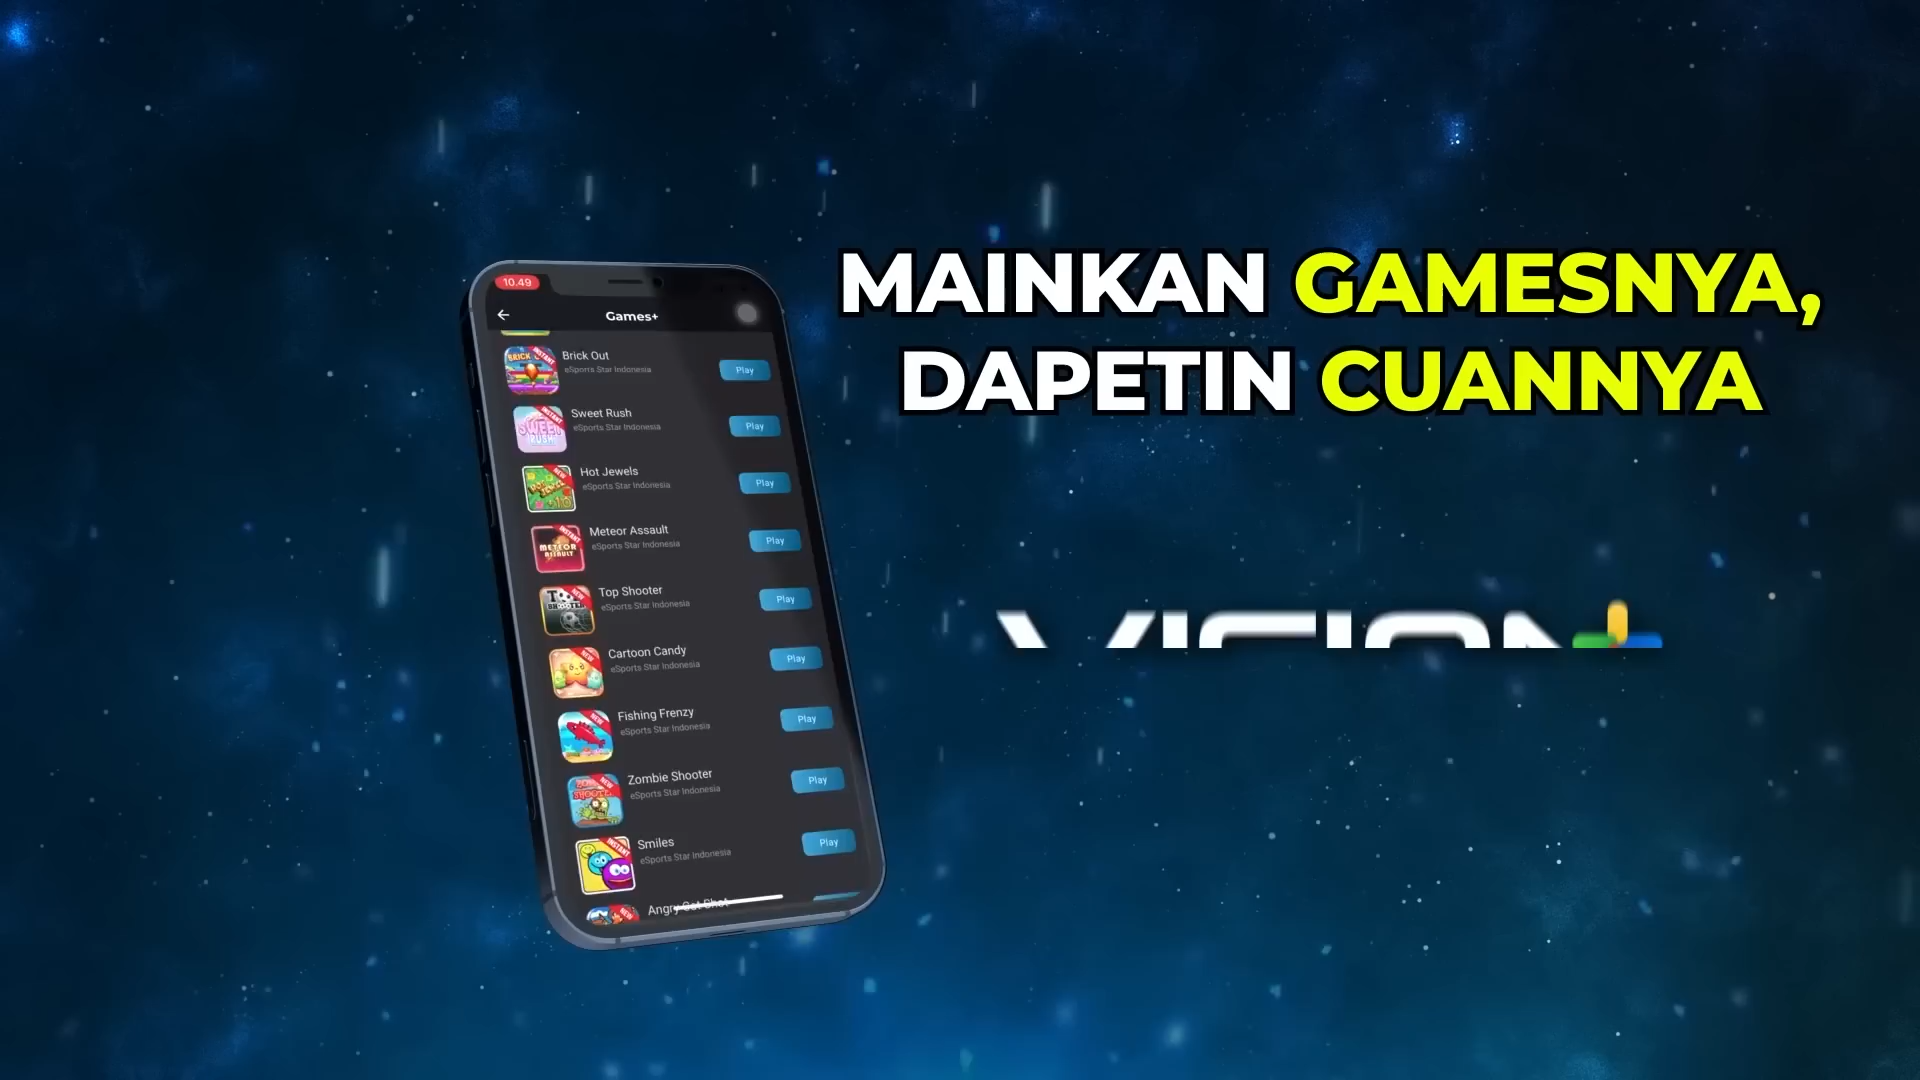 MAINKAN GAMESNYA,
DAPETIN CUANNYA
10.49
Games+
Brick Out
eSports Star Indonesia
Play
Sweet Rush
eSports Star Indonesia
Play
Hot Jewels
eSports Star Indonesia
Play
Meteor Assault
eSports Star Indonesia
Play
Top Shooter
eSports Star Indonesia
Play
Cartoon Candy
eSports Star Indonesia
Play
Fishing Frenzy
eSports Star Indonesia
Play
Zombie Shooter
eSports Star Indonesia
Play
Smiles
eSports Star Indonesia
Play